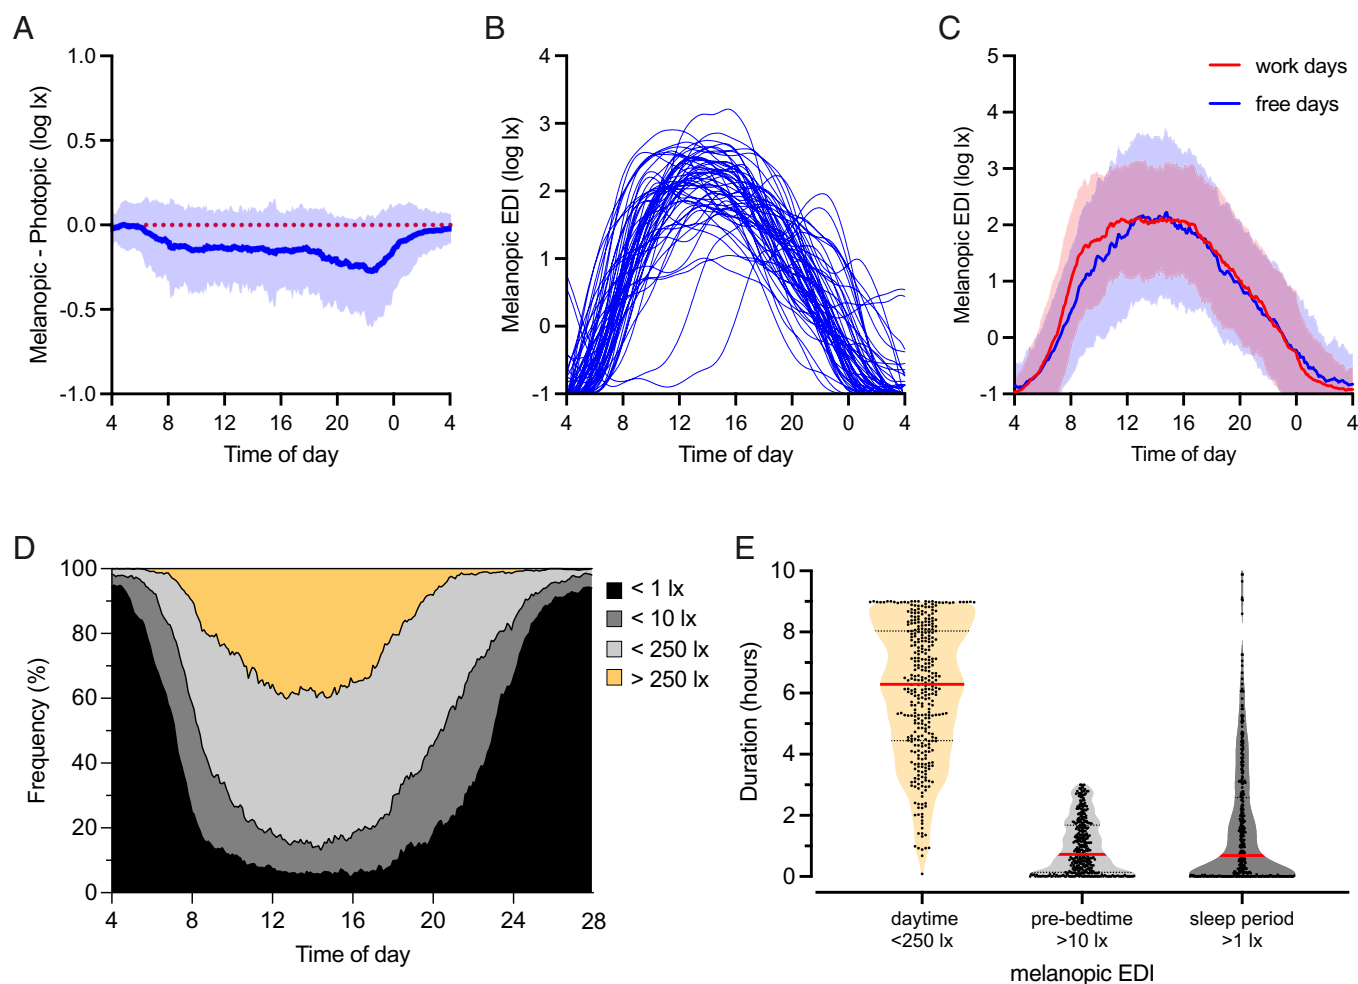 A
Melanopic - Photopic (log lx)
1.0
0.5
0.0
-0.5
-1.0
4 8 12 16 20 0 4
Time of day
B
Melanopic EDI (log lx)
4
3
2
1
0
-1
4 8 12 16 20 0 4
Time of day
C
Melanopic EDI (log lx)
5
4
3
2
1
0
-1
4 8 12 16 20 0 4
Time of day
work days
free days
D
Frequency (%)
100
80
60
40
20
0
4 8 12 16 20 24 28
Time of day
< 1 lx
< 10 lx
< 250 lx
> 250 lx
E
Duration (hours)
10
8
6
4
2
0
daytime
<250 lx
pre-bedtime
>10 lx
sleep period
>1 lx
melanopic EDI